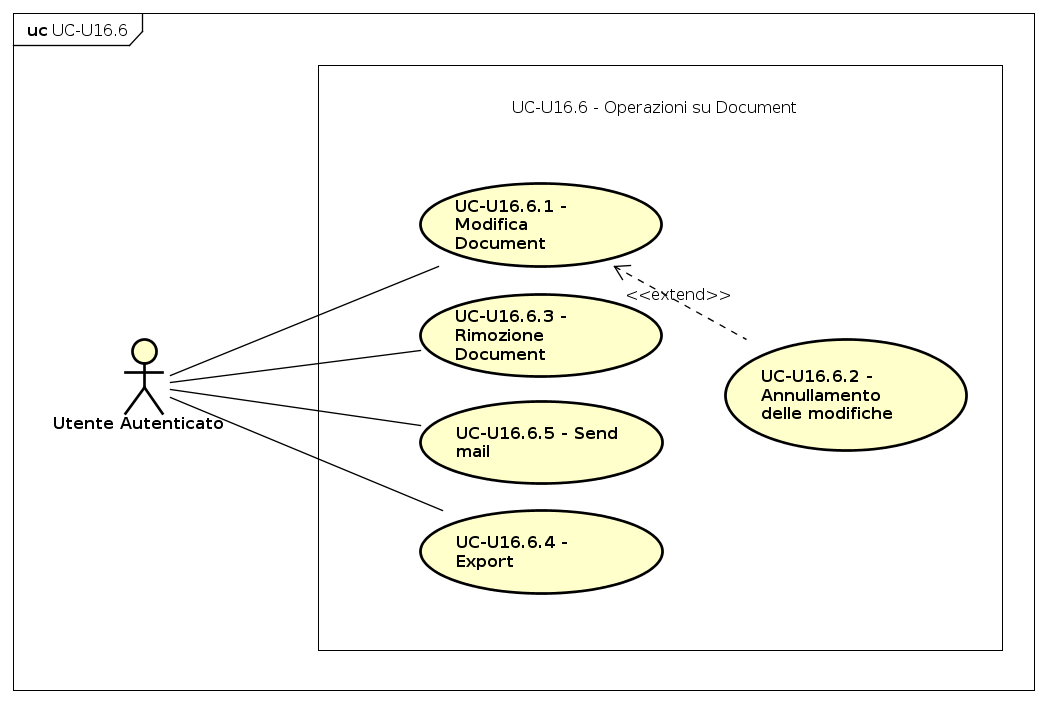 uc UC-U16.6
UC-U16.6 - Operazioni su Document
UC-U16.6.1 -
Modifica
Document
<<extend>>
UC-U16.6.3 -
Rimozione
Document
UC-U16.6.2 -
Annullamento
delle modifiche
Utente Autenticato
UC-U16.6.5 - Send
mail
UC-U16.6.4 -
Export